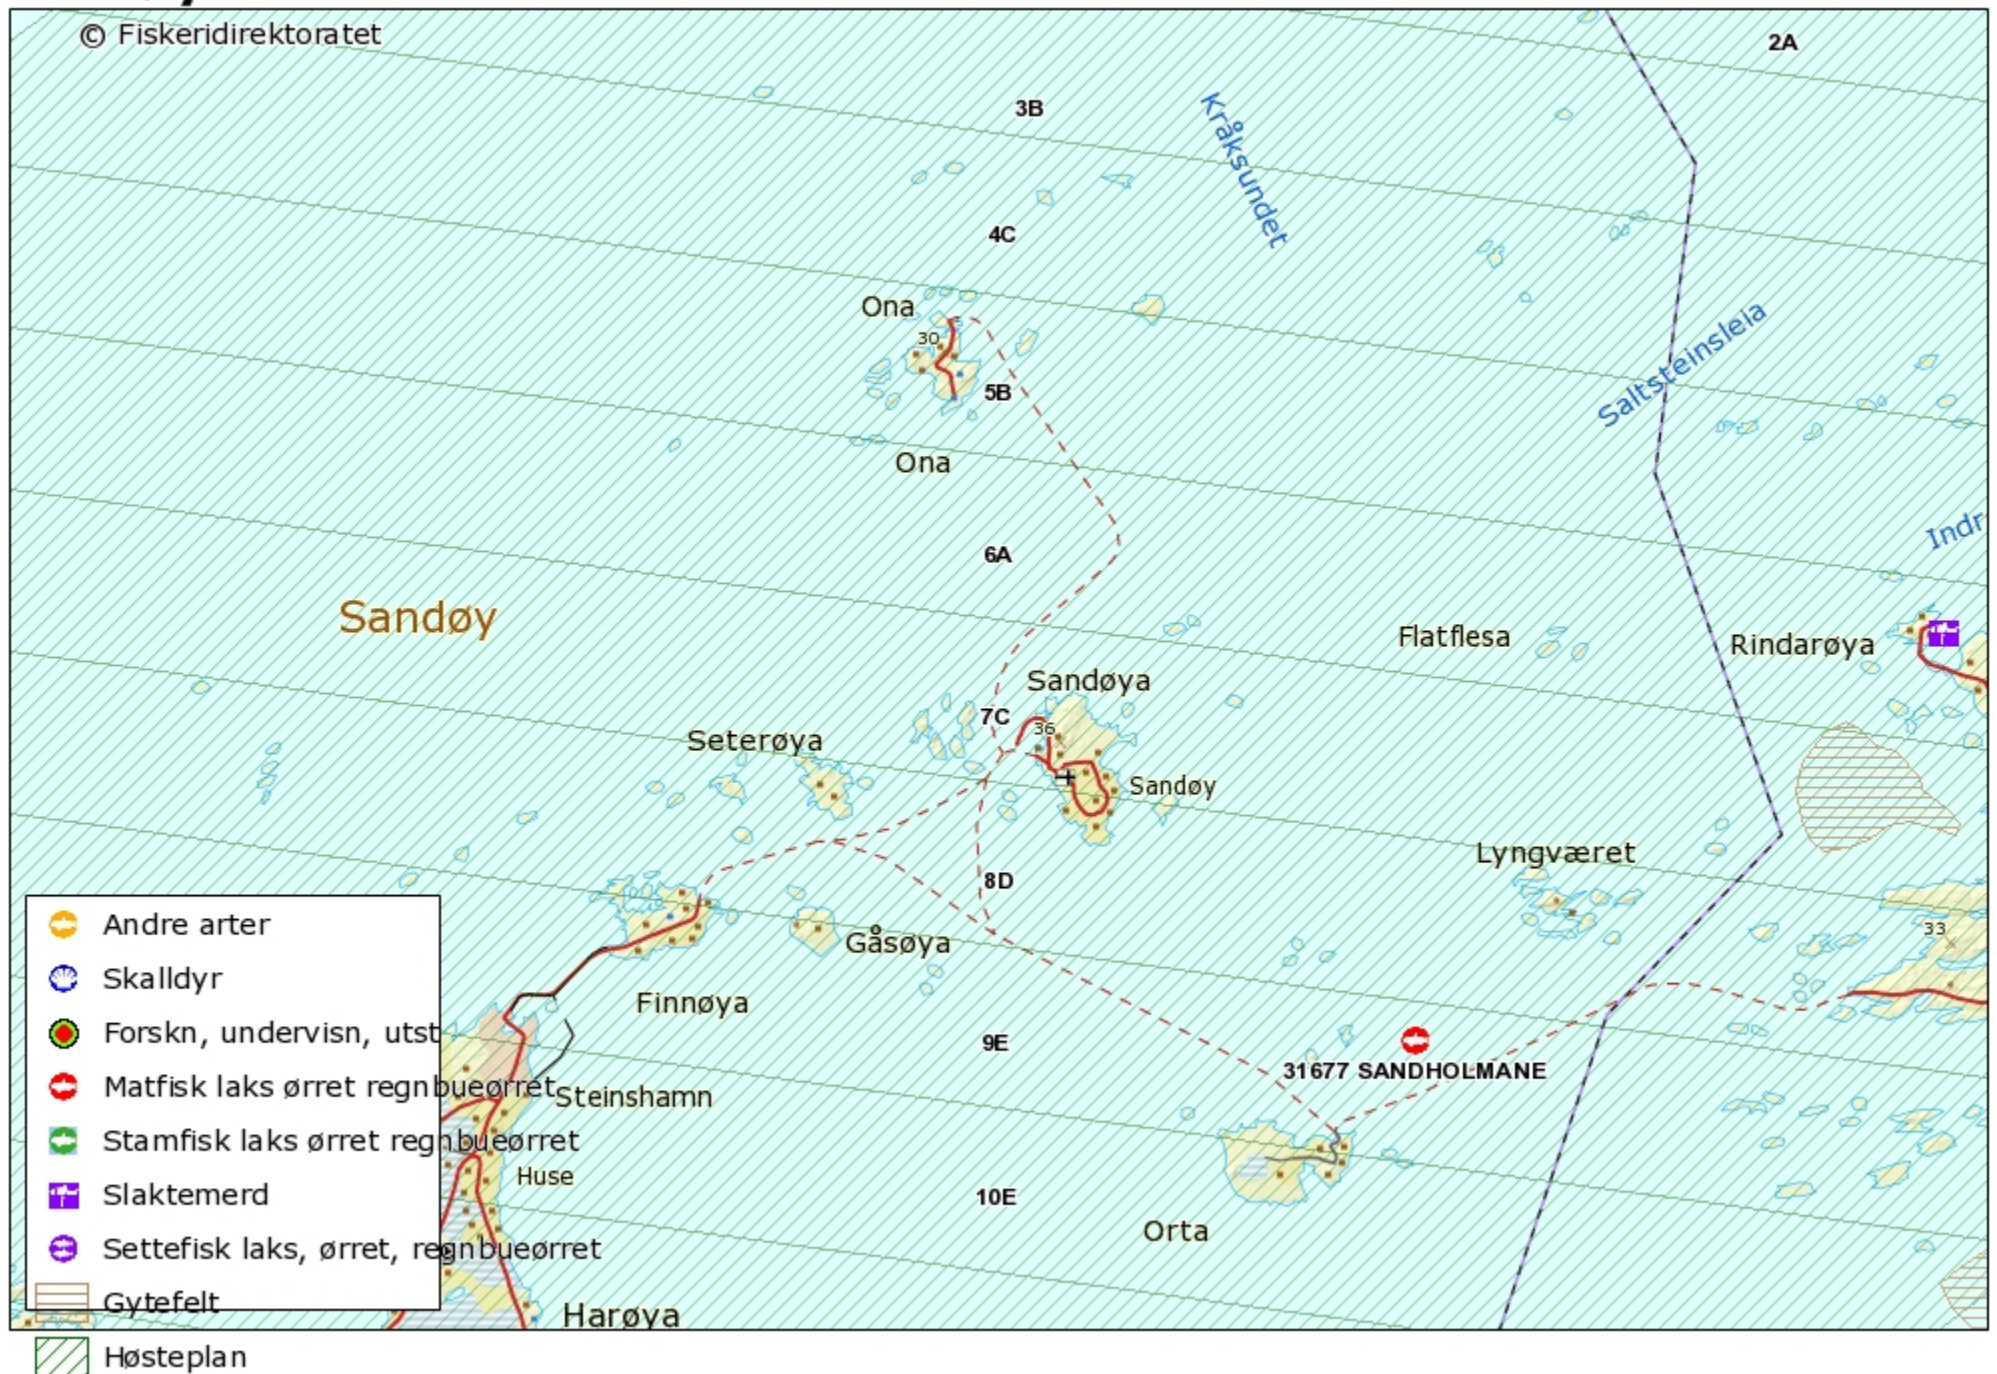 © Fiskeridirektoratet
2A
3B
Kråksundet
4C
Ona
30
Saltsteinsleia
5B
Ona
Indr
6A
Sandøy
Flatflesa
Rindarøya
Sandøya
7C
36
Seterøya
Sandøy
Lyngværet
8D
33
Gåsøya
Finnøya
9E
31677 SANDHOLMANE
Steinshamn
Huse
10E
Orta
Harøya
Andre arter
Skalldyr
Forskn, undervisn, utst
Matfisk laks ørret regnbueørret
Stamfisk laks ørret regnbueørret
Slaktemerd
Settefisk laks, ørret, regnbueørret
Gytefelt
Høsteplan